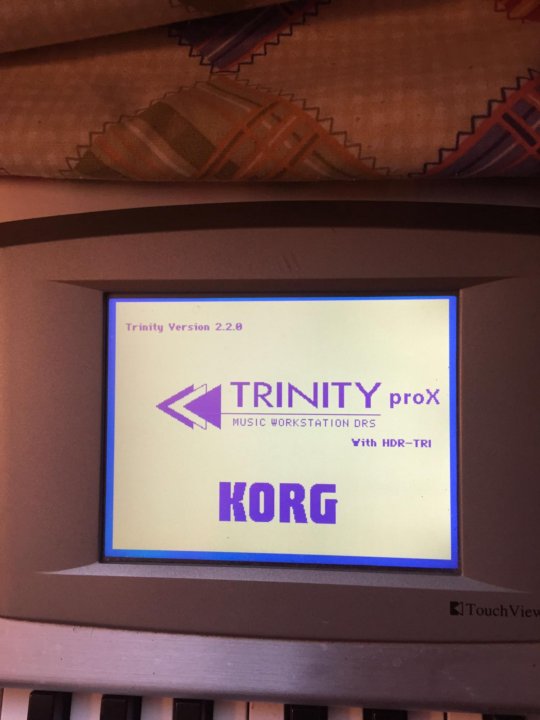 Trinity Version 2.2.0
TRINITY proX
MUSIC WORKSTATION DRS
With HDR-TRI
KORG
TouchView